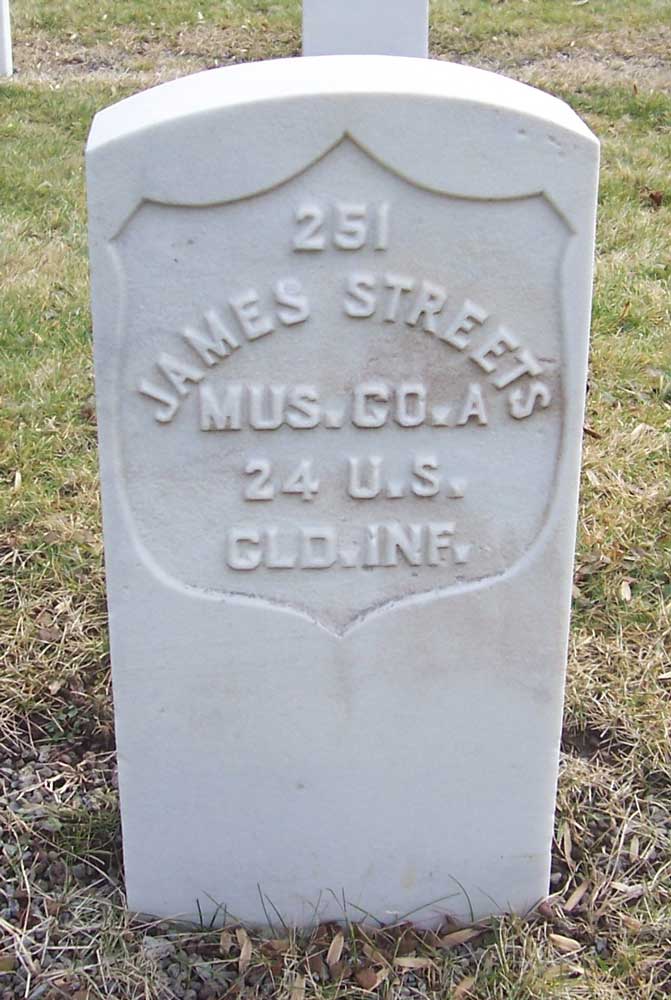 251
JAMES STREETS
MUS. CO. A
24 U.S.
CLD. INF.